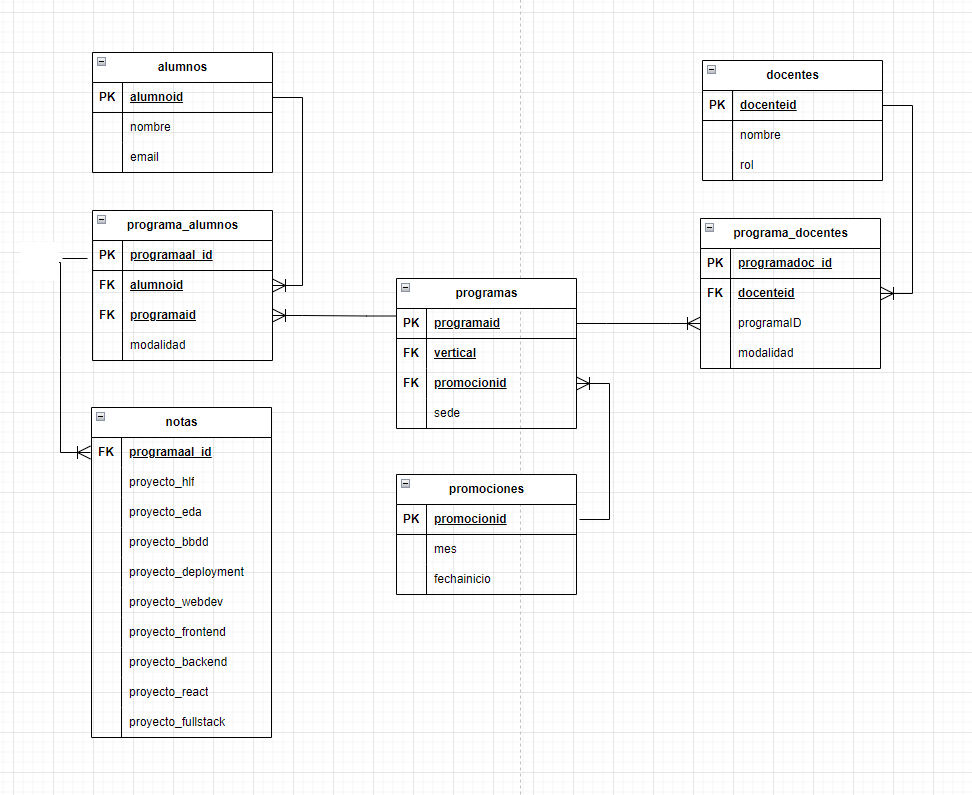 alumnos
PK alumnoid
nombre
email
docentes
PK docenteid
nombre
rol
programa_alumnos
PK programaal_id
FK alumnoid
FK programaid
modalidad
programa_docentes
PK programadoc_id
FK docenteid
programaID
modalidad
programas
PK programaid
FK vertical
FK promocionid
sede
notas
FK programaal_id
proyecto_hlf
proyecto_eda
proyecto_bbdd
proyecto_deployment
proyecto_webdev
proyecto_frontend
proyecto_backend
proyecto_react
proyecto_fullstack
promociones
PK promocionid
mes
fechainicio